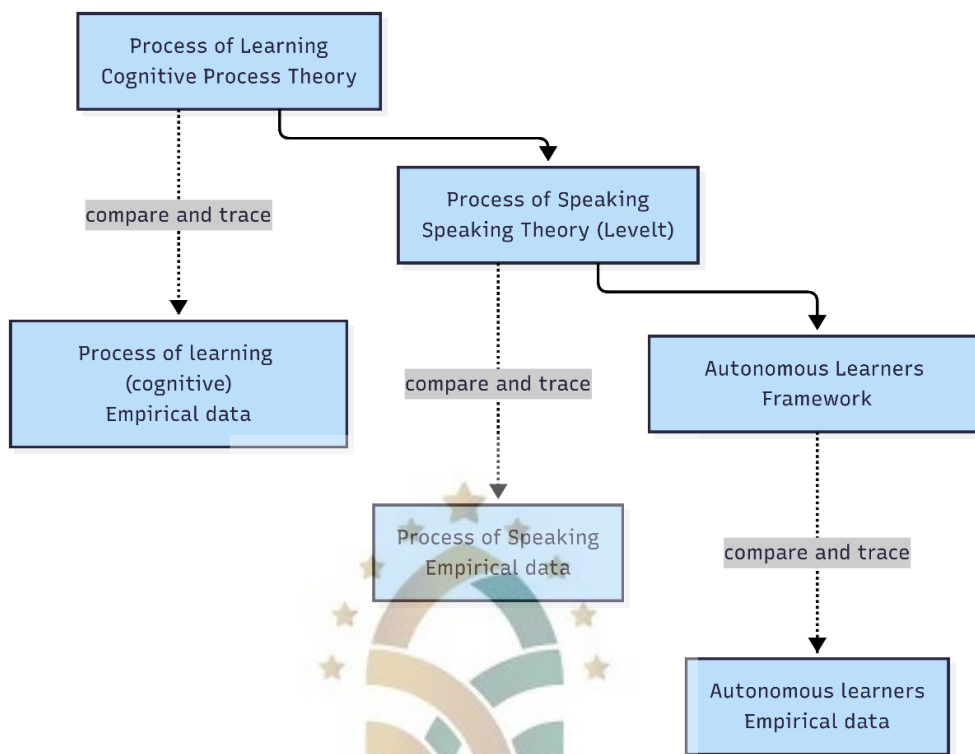 Process of Learning
Cognitive Process Theory
Process of Speaking
Speaking Theory (Levelt)
compare and trace
Process of learning
(cognitive)
Empirical data
compare and trace
Autonomous Learners
Framework
Process of Speaking
Empirical data
compare and trace
Autonomous learners
Empirical data